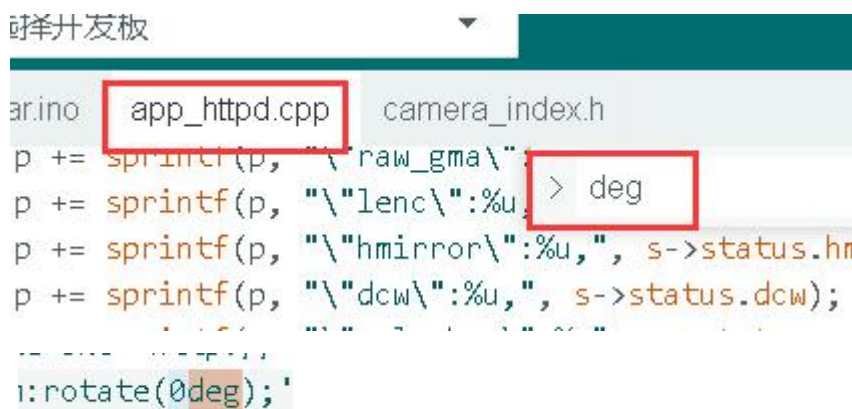 择开发板
ar.ino app_httpd.cpp camera_index.h
p += sprintf(p, "\"raw_gma\":
> deg
p += sprintf(p, "\"lenc\":%u,
p += sprintf(p, "\"hmirror\":%u,", s->status.hm
p += sprintf(p, "\"dcw\":%u,", s->status.dcw);
:rotate(0deg);'